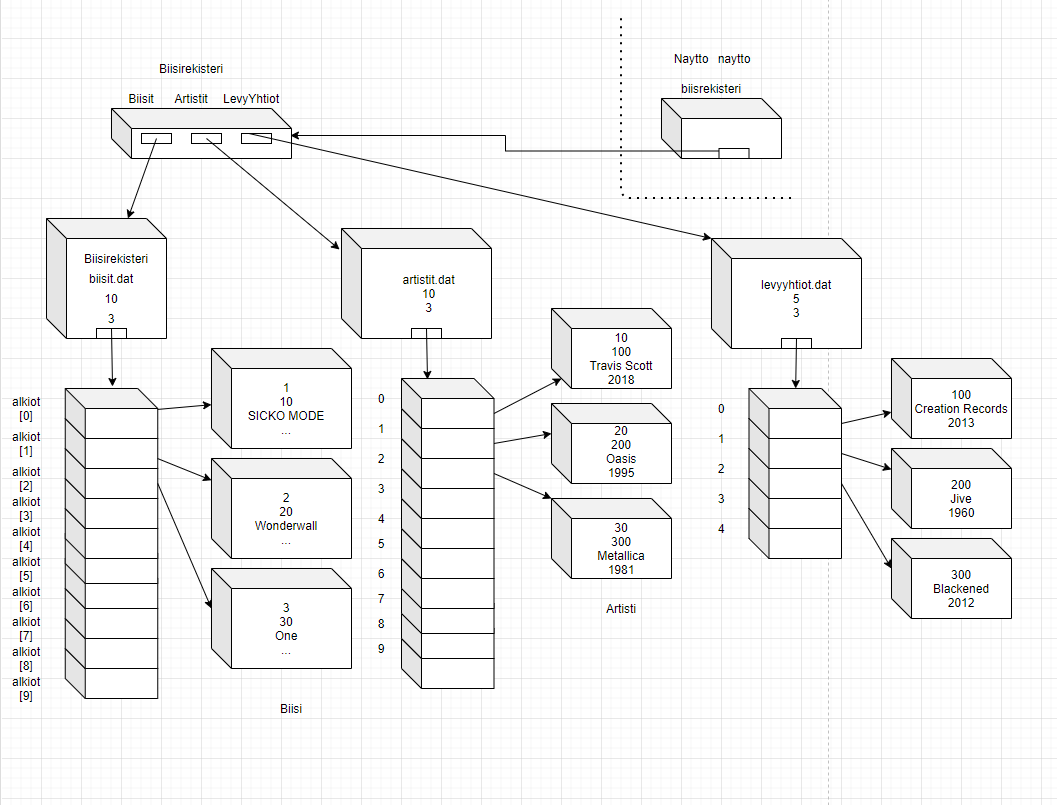 Biisirekisteri
Biisit Artistit LevyYhtiot
Naytto naytto
biisrekisteri
Biisirekisteri
biisit.dat
10
3
artistit.dat
10
3
levyyhtiot.dat
5
3
alkiot
[0]
alkiot
[1]
alkiot
[2]
alkiot
[3]
alkiot
[4]
alkiot
[5]
alkiot
[6]
alkiot
[7]
alkiot
[8]
alkiot
[9]
1
10
SICKO MODE
...
2
20
Wonderwall
...
3
30
One
...
Biisi
0
1
2
3
4
5
6
7
8
9
10
100
Travis Scott
2018
20
200
Oasis
1995
30
300
Metallica
1981
Artisti
0
1
2
3
4
100
Creation Records
2013
200
Jive
1960
300
Blackened
2012